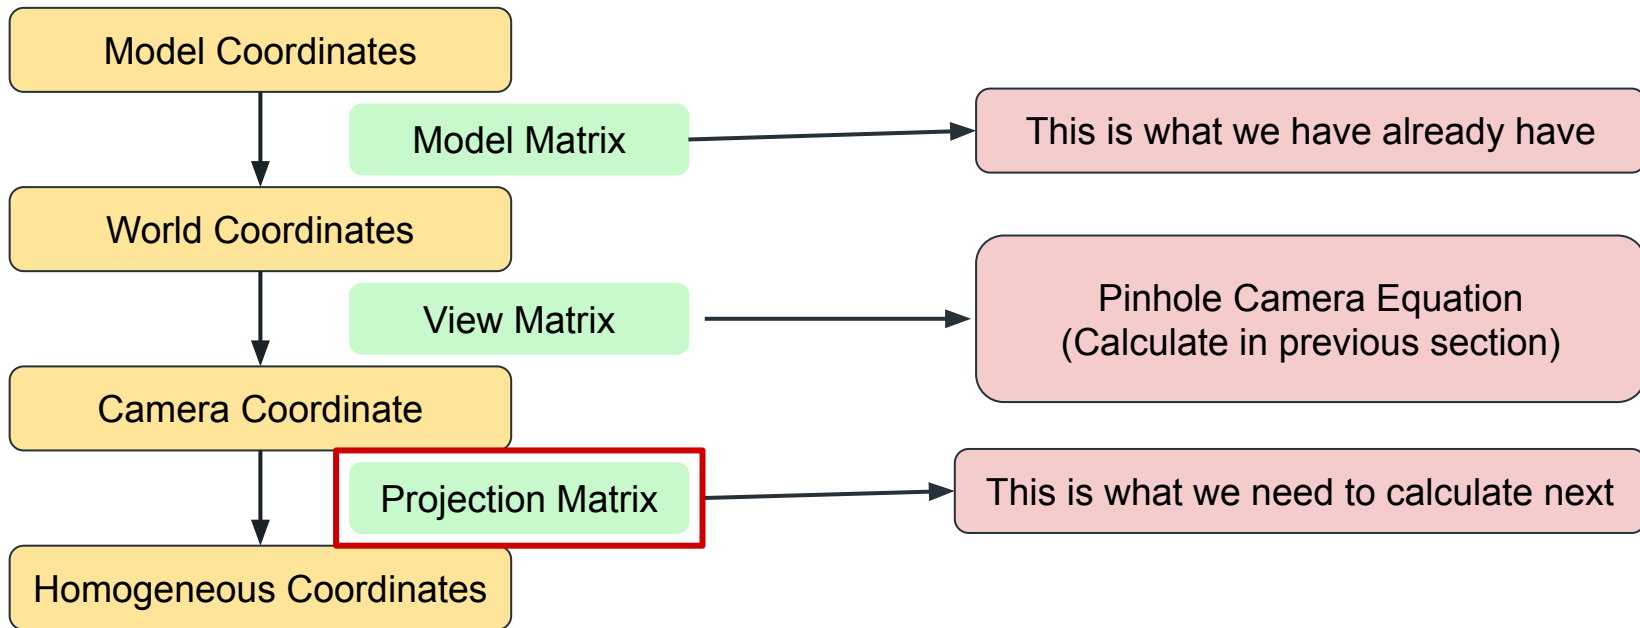 Model Coordinates
Model Matrix
This is what we have already have
World Coordinates
View Matrix
Pinhole Camera Equation
(Calculate in previous section)
Camera Coordinate
Projection Matrix
This is what we need to calculate next
Homogeneous Coordinates